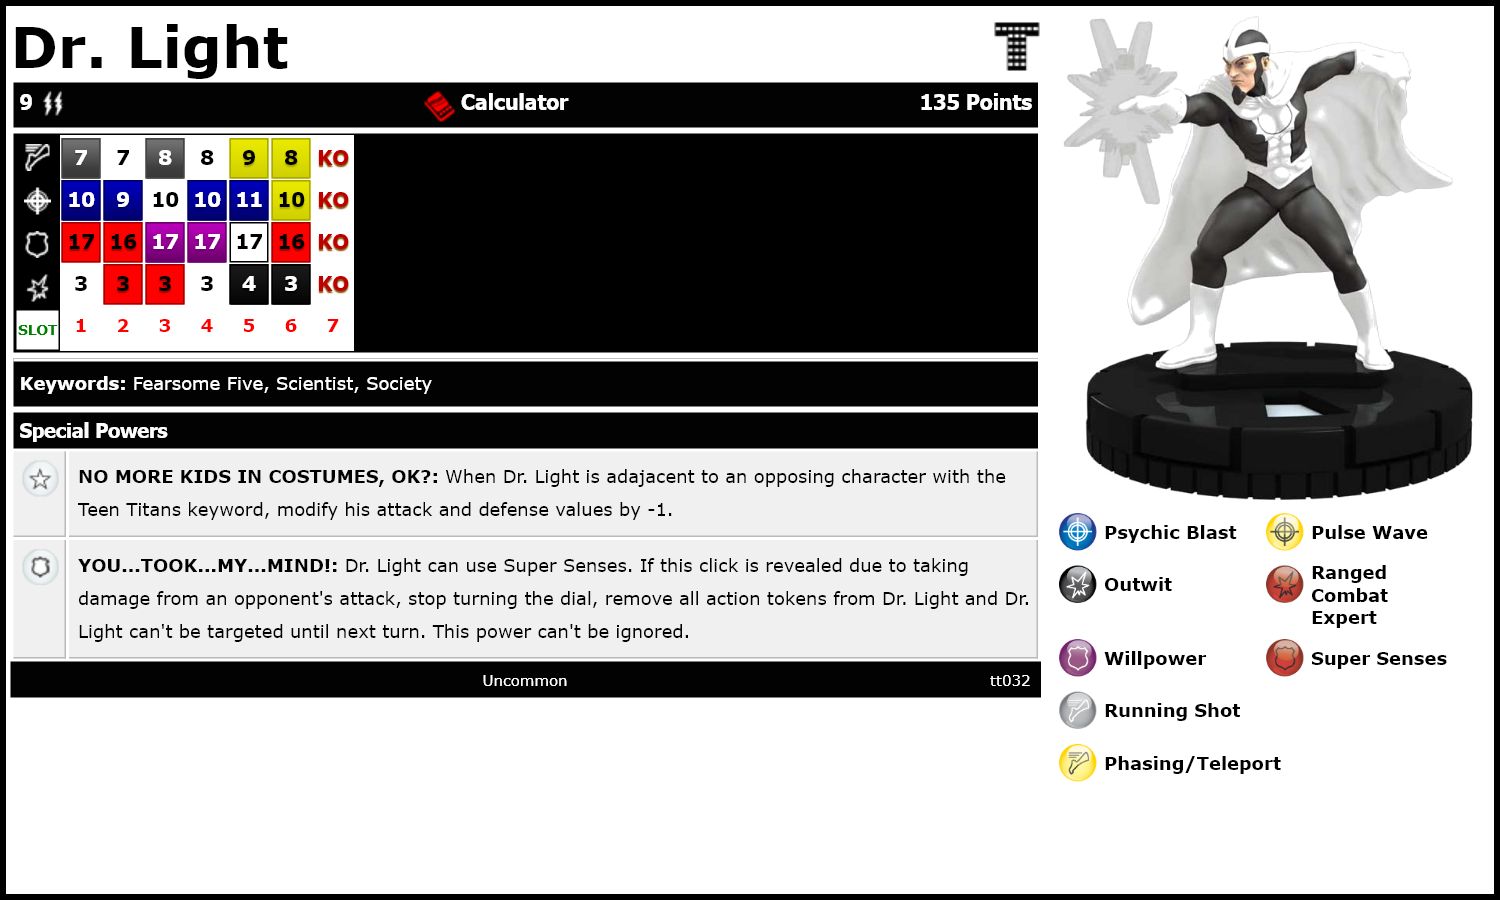 Dr. Light
T
9 Calculator 135 Points
7 7 8 8 9 8 KO
10 9 10 10 11 10 KO
17 16 17 17 17 16 KO
3 3 3 3 4 3 KO
SLOT 1 2 3 4 5 6 7
Keywords: Fearsome Five, Scientist, Society
Special Powers
NO MORE KIDS IN COSTUMES, OK?: When Dr. Light is adajacent to an opposing character with the
Teen Titans keyword, modify his attack and defense values by -1.
YOU...TOOK...MY...MIND!: Dr. Light can use Super Senses. If this click is revealed due to taking
damage from an opponent's attack, stop turning the dial, remove all action tokens from Dr. Light and Dr.
Light can't be targeted until next turn. This power can't be ignored.
Uncommon tt032
Psychic Blast Pulse Wave
Outwit Ranged
Combat
Expert
Willpower Super Senses
Running Shot
Phasing/Teleport